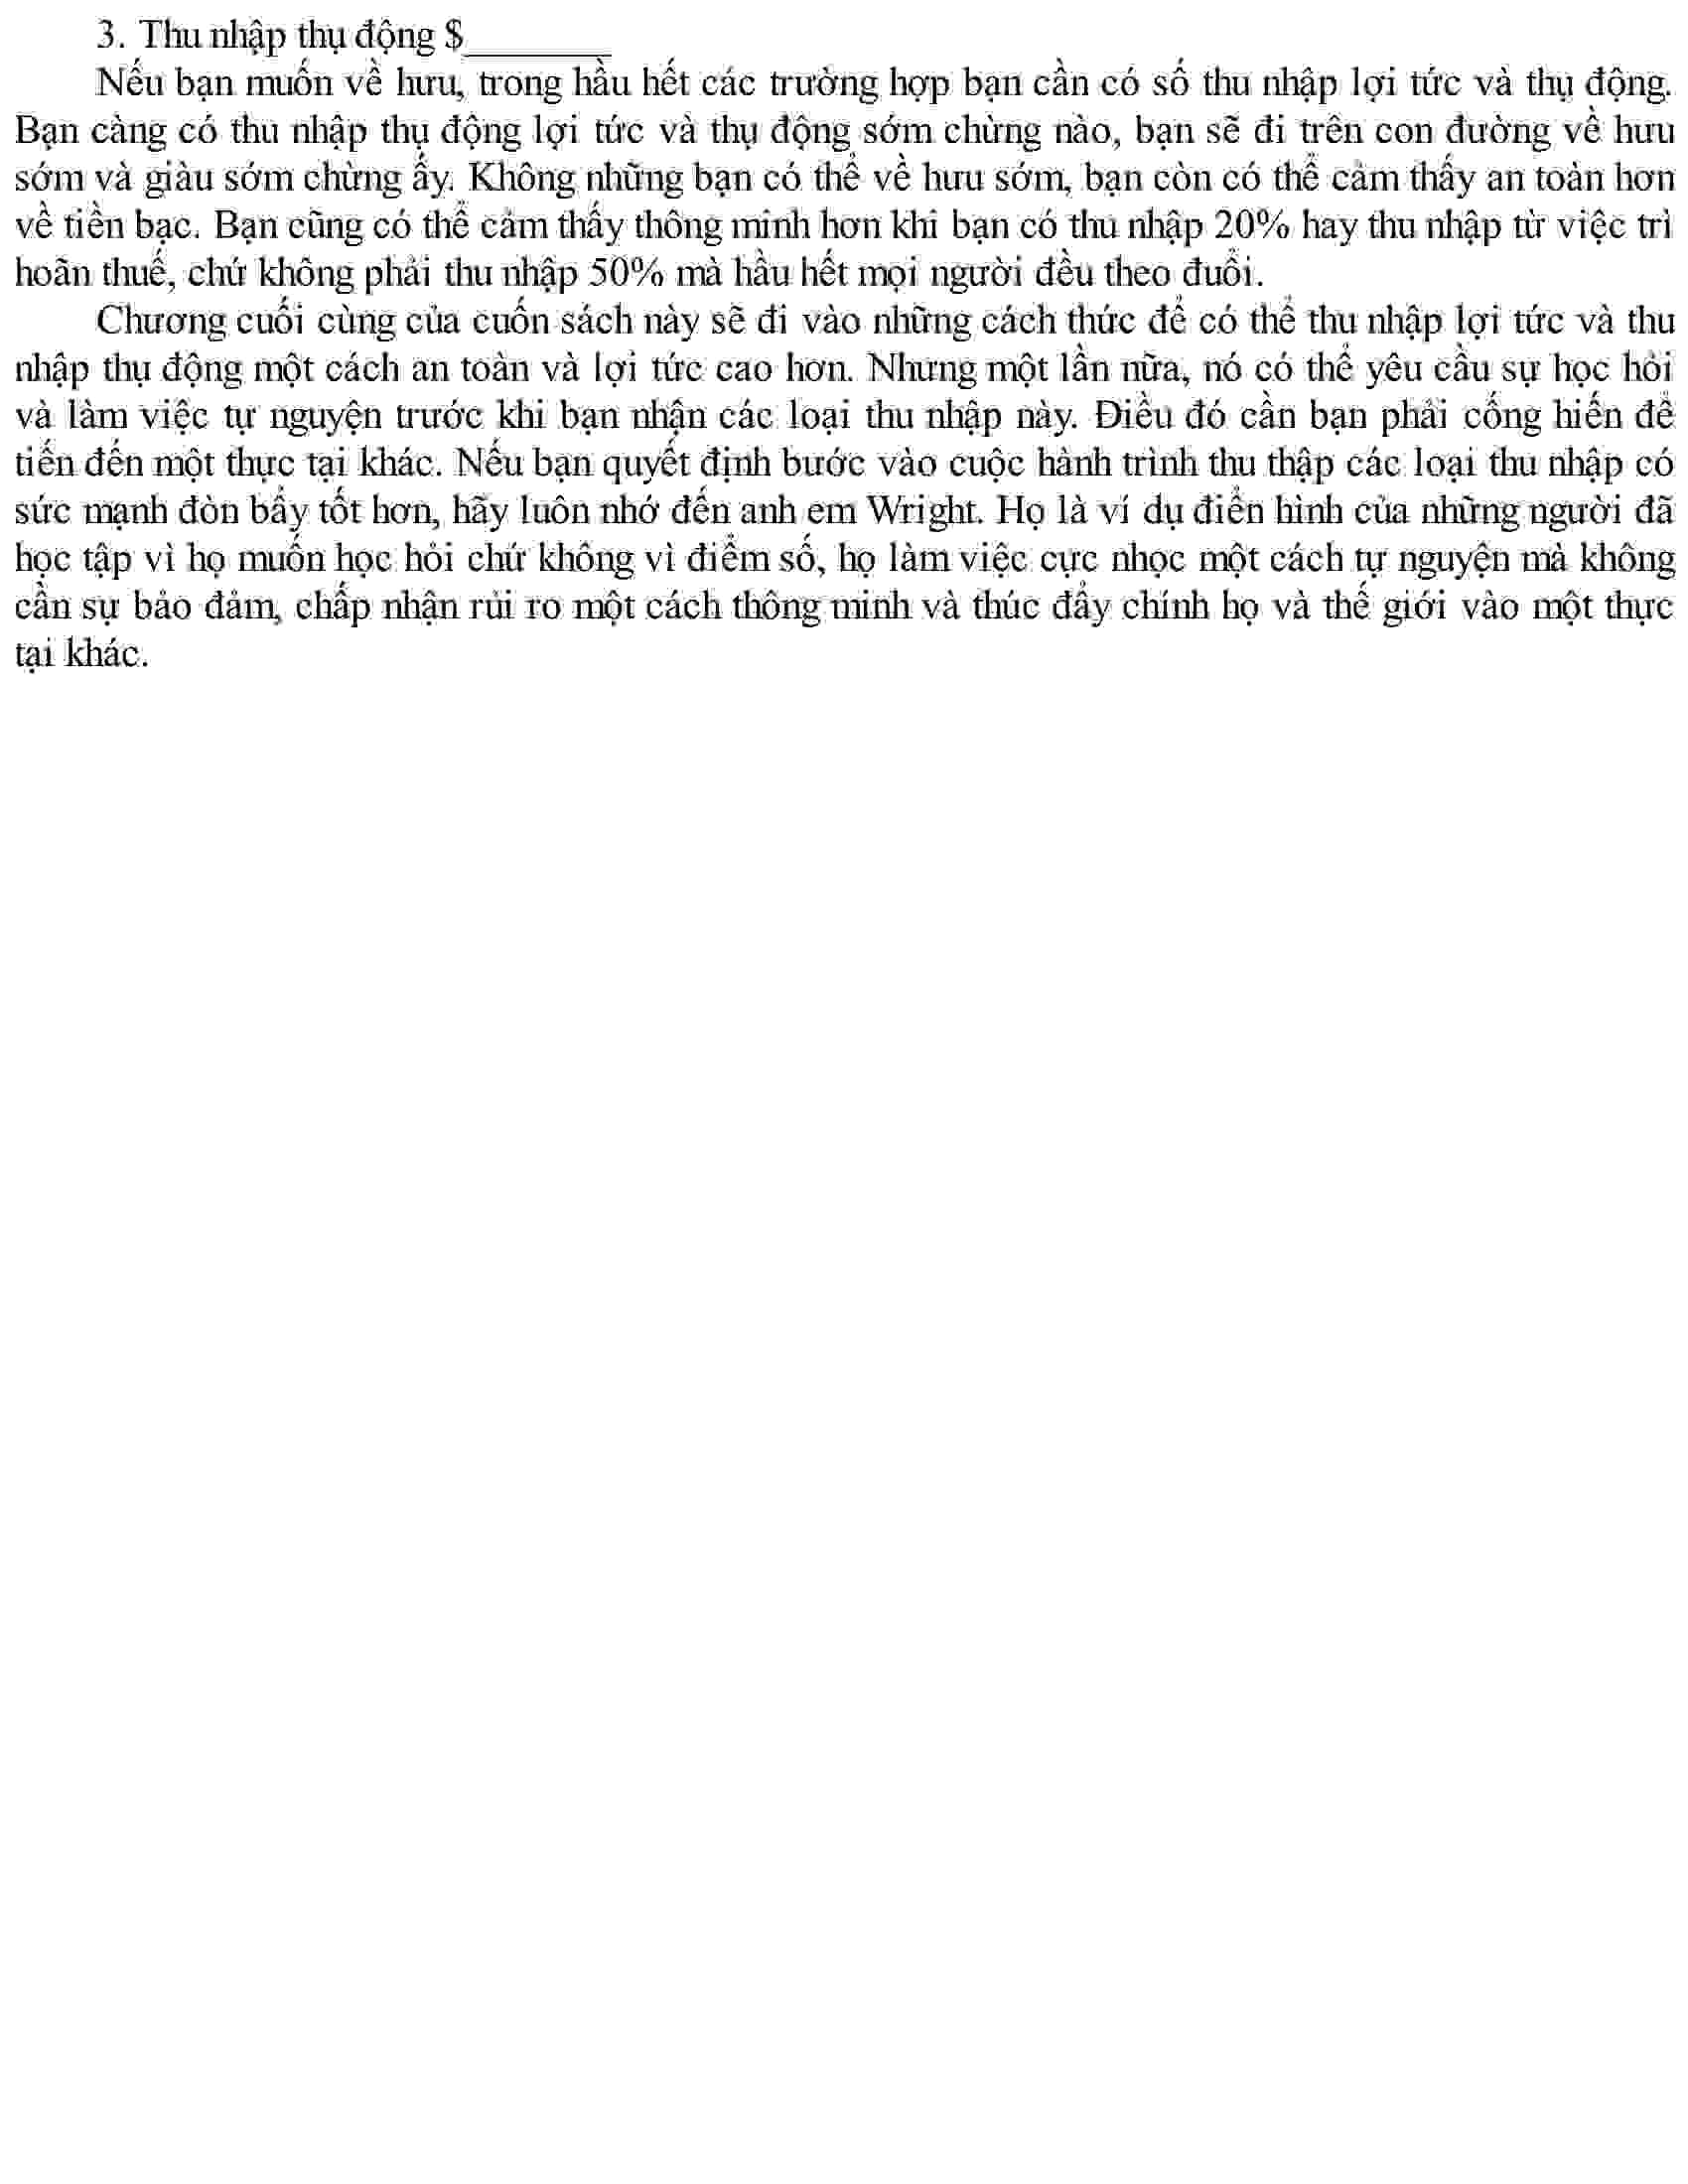 3. Thu nhập thụ động $________
Nếu bạn muốn về hưu, trong hầu hết các trường hợp bạn cần có số thu nhập lợi tức và thụ động.
Bạn càng có thu nhập thụ động lợi tức và thụ động sớm chừng nào, bạn sẽ đi trên con đường về hưu
sớm và giàu sớm chừng ấy. Không những bạn có thể về hưu sớm, bạn còn có thể cảm thấy an toàn hơn
về tiền bạc. Bạn cũng có thể cảm thấy thông minh hơn khi bạn có thu nhập 20% hay thu nhập từ việc trì
hoãn thuế, chứ không phải thu nhập 50% mà hầu hết mọi người đều theo đuổi.
Chương cuối cùng của cuốn sách này sẽ đi vào những cách thức để có thể thu nhập lợi tức và thu
nhập thụ động một cách an toàn và lợi tức cao hơn. Nhưng một lần nữa, nó có thể yêu cầu sự học hỏi
và làm việc tự nguyện trước khi bạn nhận các loại thu nhập này. Điều đó cần bạn phải cống hiến để
tiến đến một thực tại khác. Nếu bạn quyết định bước vào cuộc hành trình thu thập các loại thu nhập có
sức mạnh đòn bẩy tốt hơn, hãy luôn nhớ đến anh em Wright. Họ là ví dụ điển hình của những người đã
học tập vì họ muốn học hỏi chứ không vì điểm số, họ làm việc cực nhọc một cách tự nguyện mà không
cần sự bảo đảm, chấp nhận rủi ro một cách thông minh và thúc đẩy chính họ và thế giới vào một thực
tại khác.